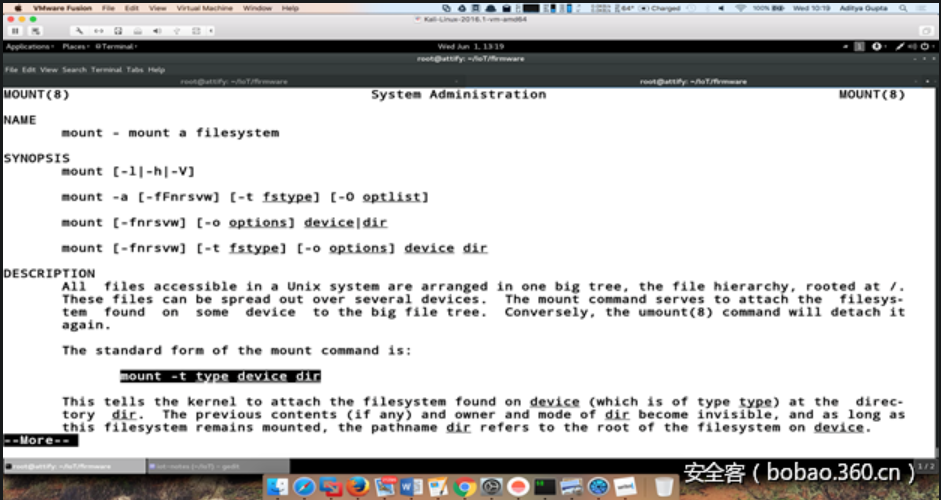 VMware Fusion File Edit View Virtual Machine Window Help 64° Charged 100% Wed 10:19 Aditya Gupta
Kali-Linux-2016.1-vm-amd64
Applications Places Terminal Wed Jun 1, 13:19 1
root@attify: ~/IoT/firmware
File Edit View Search Terminal Tabs Help
root@attify: ~/IoT/firmware root@attify: ~/IoT/firmware
MOUNT(8) System Administration MOUNT(8)
NAME
mount - mount a filesystem
SYNOPSIS
mount [-l|-h|-V]
mount -a [-fFnrsvw] [-t fstype] [-O optlist]
mount [-fnrsvw] [-o options] device|dir
mount [-fnrsvw] [-t fstype] [-o options] device dir
DESCRIPTION
All files accessible in a Unix system are arranged in one big tree, the file hierarchy, rooted at /.
These files can be spread out over several devices. The mount command serves to attach the filesys-
tem found on some device to the big file tree. Conversely, the umount(8) command will detach it
again.
The standard form of the mount command is:
mount -t type device dir
This tells the kernel to attach the filesystem found on device (which is of type type) at the direc-
tory dir. The previous contents (if any) and owner and mode of dir become invisible, and as long as
this filesystem remains mounted, the pathname dir refers to the root of the filesystem on device.
--More--
root@attify: ~/IoT/firmware iot-notes (~/IoT) - gedit 1 / 2
安全客（bobao.360.cn）